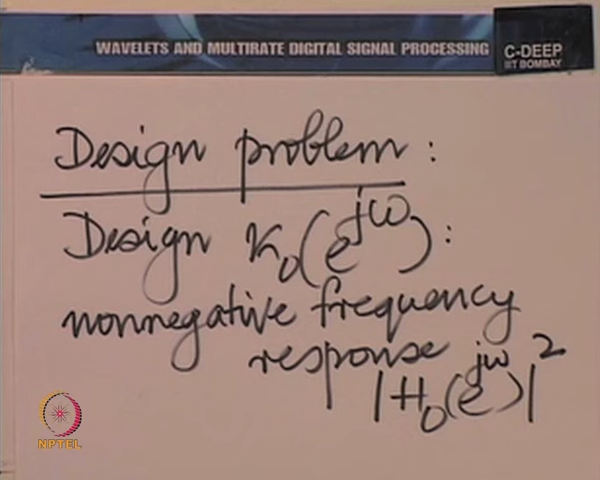 WAVELETS AND MULTIRATE DIGITAL SIGNAL PROCESSING
C-DEEP
IIT BOMBAY
Design problem :
Design K₀(e^{jω}) :
nonnegative frequency
response
|H₀(e^{jω})|²
NPTEL